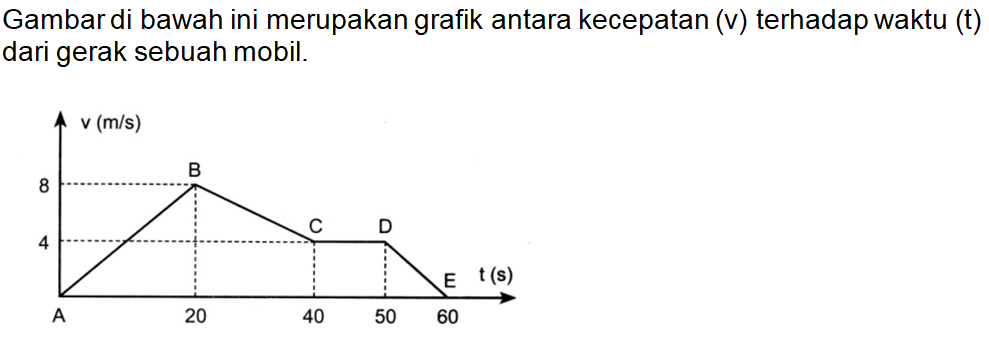 Gambar di bawah ini merupakan grafik antara kecepatan (v) terhadap waktu (t)
dari gerak sebuah mobil.
v (m/s)
B
8
C D
4
E t (s)
A 20 40 50 60